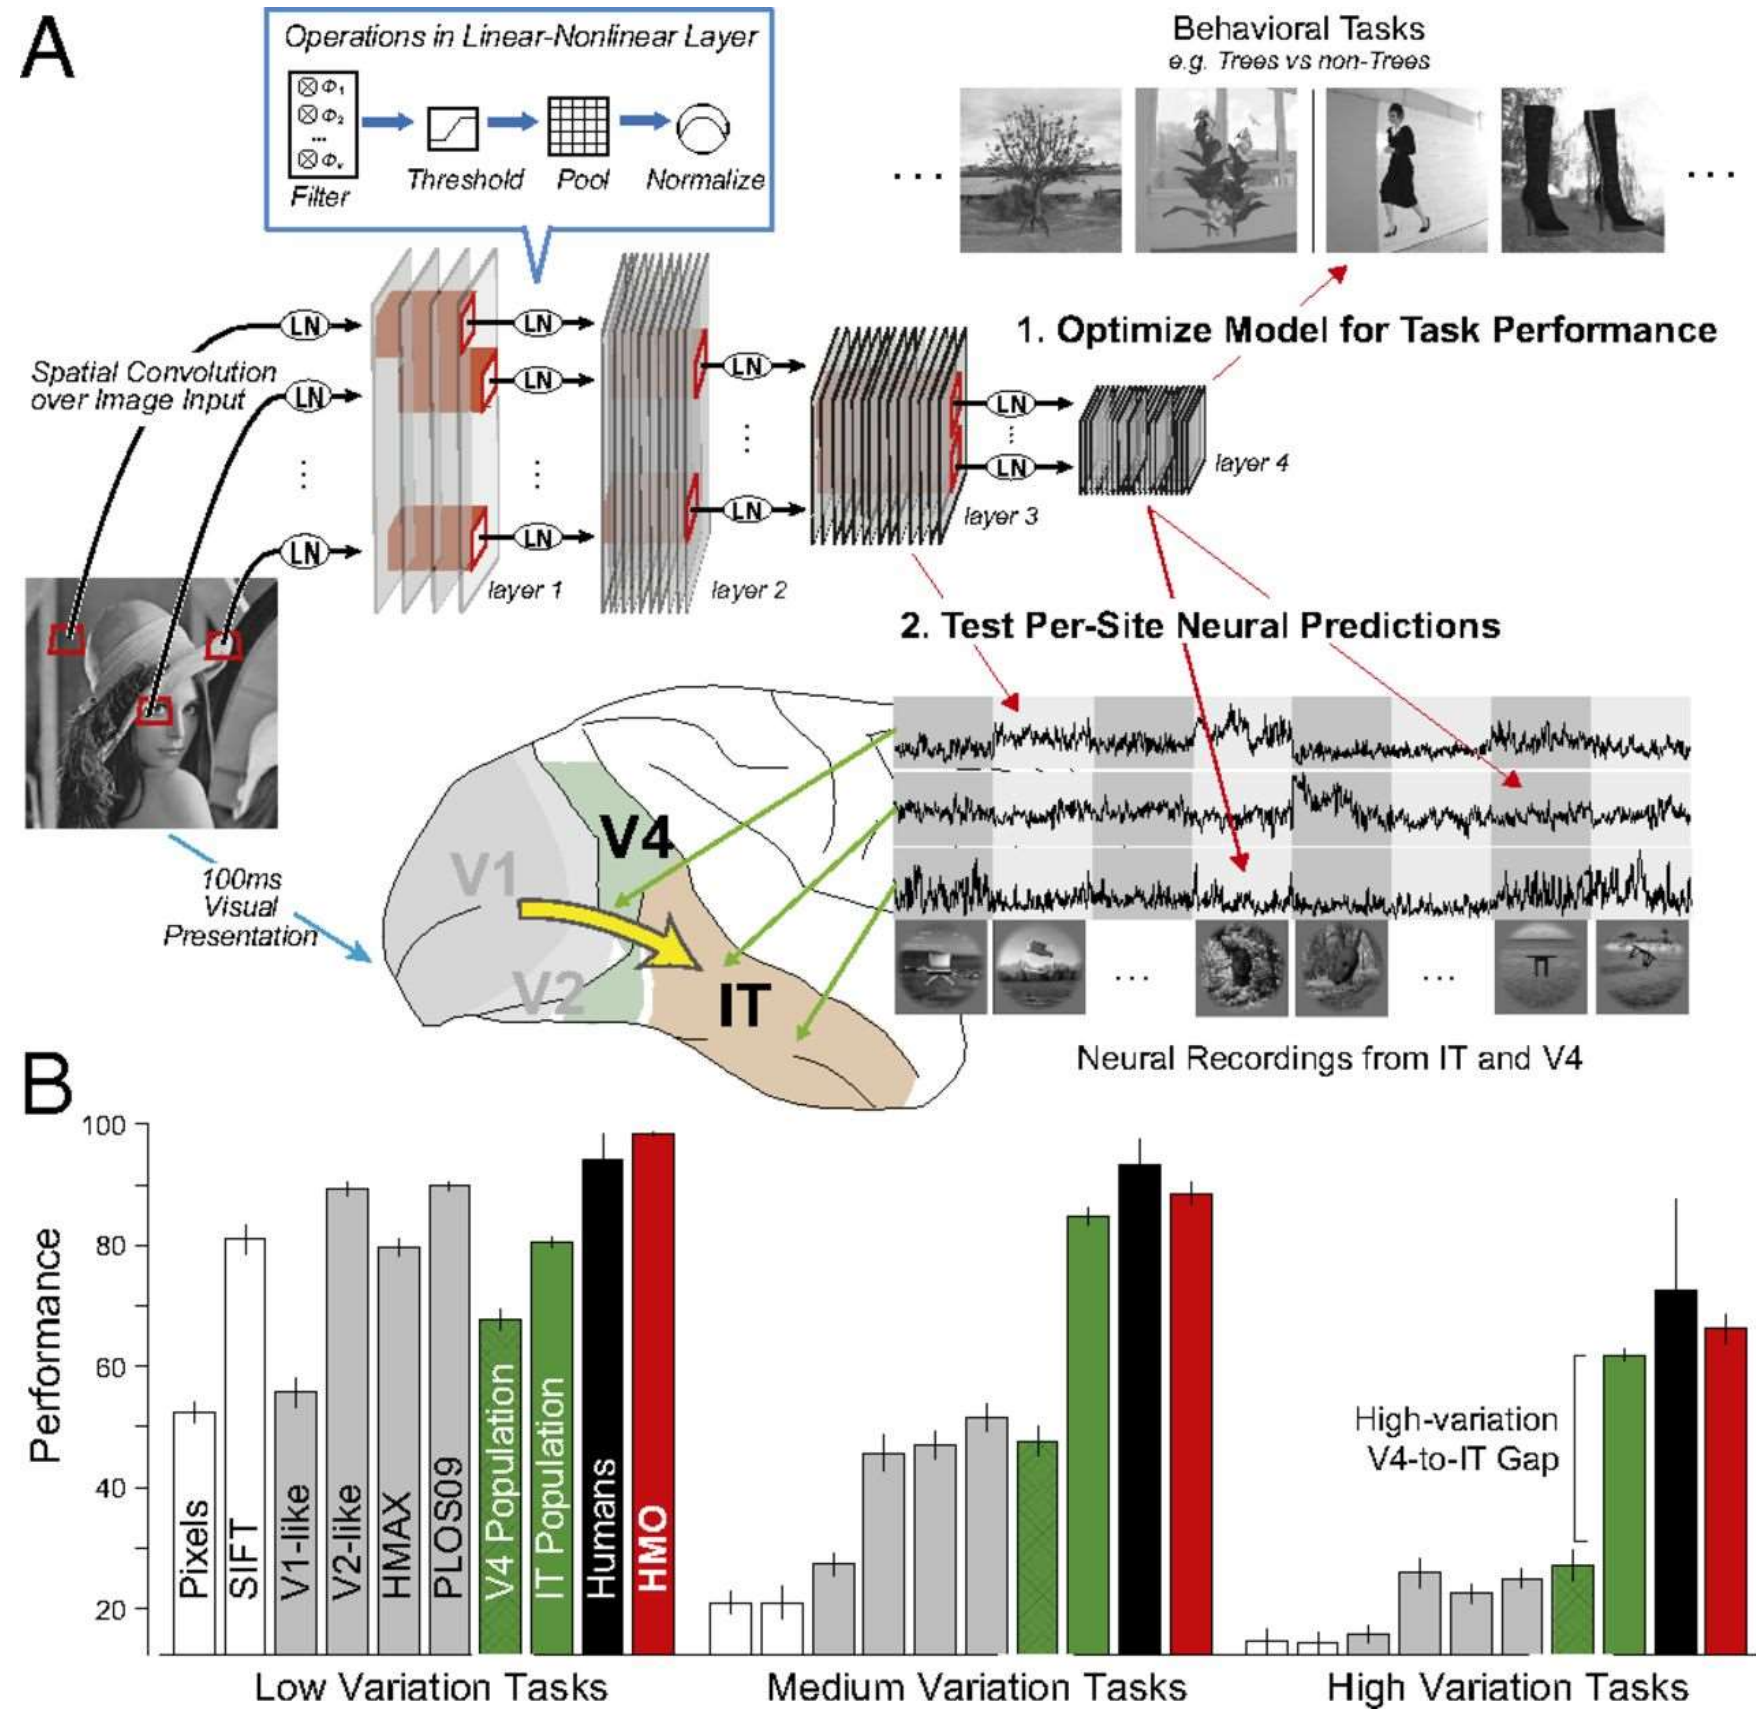 A
Operations in Linear-Nonlinear Layer
Φ1
Φ2
...
Filter
Threshold
Pool
Normalize
Behavioral Tasks
e.g. Trees vs non-Trees
... ...
Spatial Convolution
over Image Input
LN
LN
LN
LN
LN
LN
LN
LN
LN
LN
layer 1
layer 2
layer 3
layer 4
1. Optimize Model for Task Performance
2. Test Per-Site Neural Predictions
100ms
Visual
Presentation
V1
V2
V4
IT
... ...
Neural Recordings from IT and V4
B
Performance
100
80
60
40
20
Pixels
SIFT
V1-like
V2-like
HMAX
PLOS09
V4 Population
IT Population
Humans
HMO
High-variation
V4-to-IT Gap
Low Variation Tasks
Medium Variation Tasks
High Variation Tasks